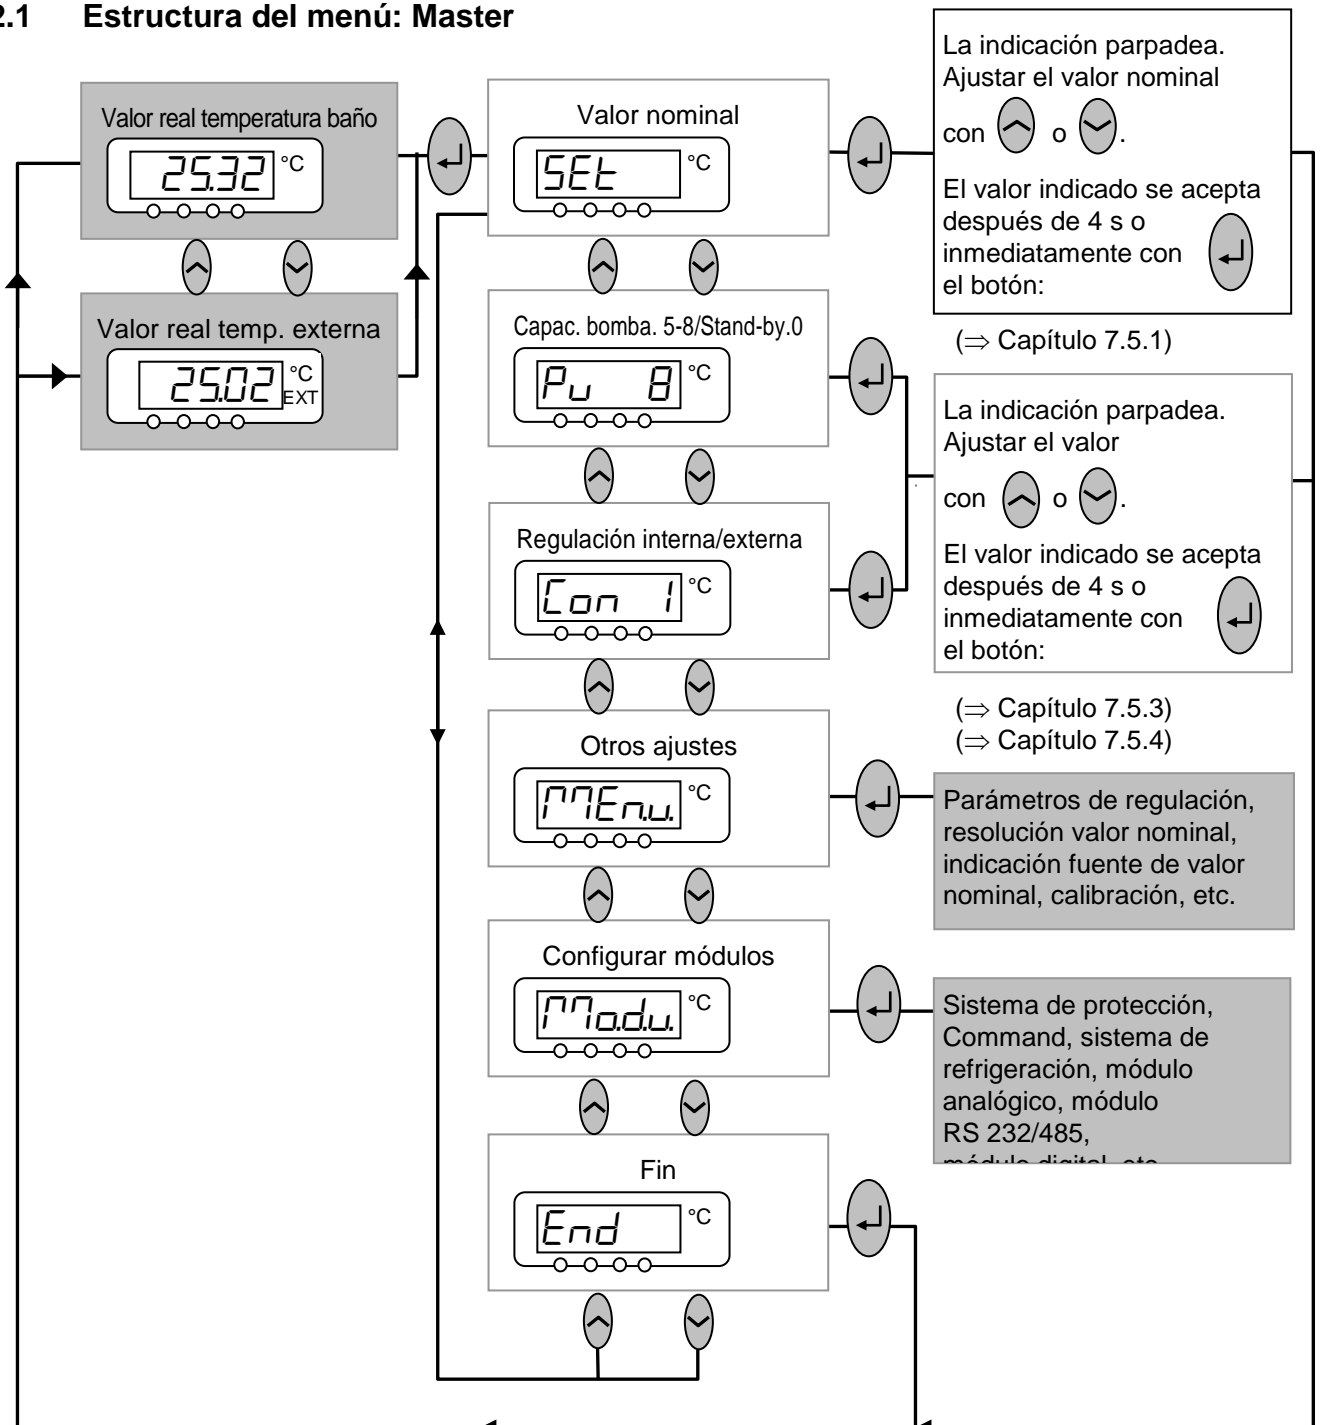 2.1 Estructura del menú: Master
Valor real temperatura baño
25.32 °C
Valor real temp. externa
25.02 °C
EXT
Valor nominal
SEt °C
Capac. bomba. 5-8/Stand-by.0
Pu 8 °C
Regulación interna/externa
Con 1 °C
Otros ajustes
MEn.u. °C
Configurar módulos
Mo.d.u. °C
Fin
End °C
La indicación parpadea.
Ajustar el valor nominal
con o .
El valor indicado se acepta
después de 4 s o
inmediatamente con
el botón:
(⇒ Capítulo 7.5.1)
La indicación parpadea.
Ajustar el valor
con o .
El valor indicado se acepta
después de 4 s o
inmediatamente con
el botón:
(⇒ Capítulo 7.5.3)
(⇒ Capítulo 7.5.4)
Parámetros de regulación,
resolución valor nominal,
indicación fuente de valor
nominal, calibración, etc.
Sistema de protección,
Command, sistema de
refrigeración, módulo
analógico, módulo
RS 232/485,
módulo digital, etc.